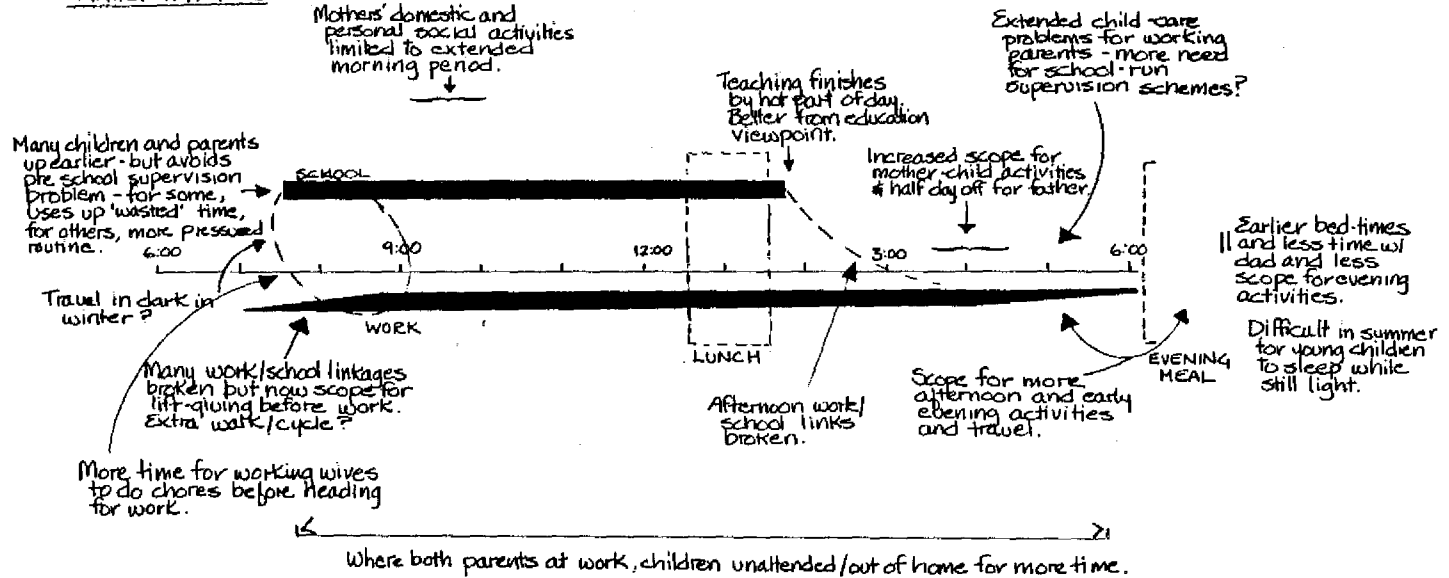 Mothers' domestic and
personal social activities
limited to extended
morning period.
Extended child-care
problems for working
parents - more need
for school-run
supervision schemes?
Teaching finishes
by hot part of day.
Better from education
viewpoint.
Many children and parents
up earlier - but avoids
pre school supervision
problem - for some,
uses up 'wasted' time,
for others, more pressured
routine.
Increased scope for
mother-child activities
& half day off for father.
SCHOOL
6:00
9:00
12:00
3:00
6:00
Earlier bed-times
and less time w/
dad and less
scope for evening
activities.
Travel in dark in
winter?
WORK
LUNCH
EVENING
MEAL
Difficult in summer
for young children
to sleep while
still light.
Many work/school linkages
broken but now scope for
lift-giving before work.
Extra walk/cycle?
Afternoon work/
school links
broken.
Scope for more
afternoon and early
evening activities
and travel.
More time for working wives
to do chores before heading
for work.
Where both parents at work, children unattended/out of home for more time.